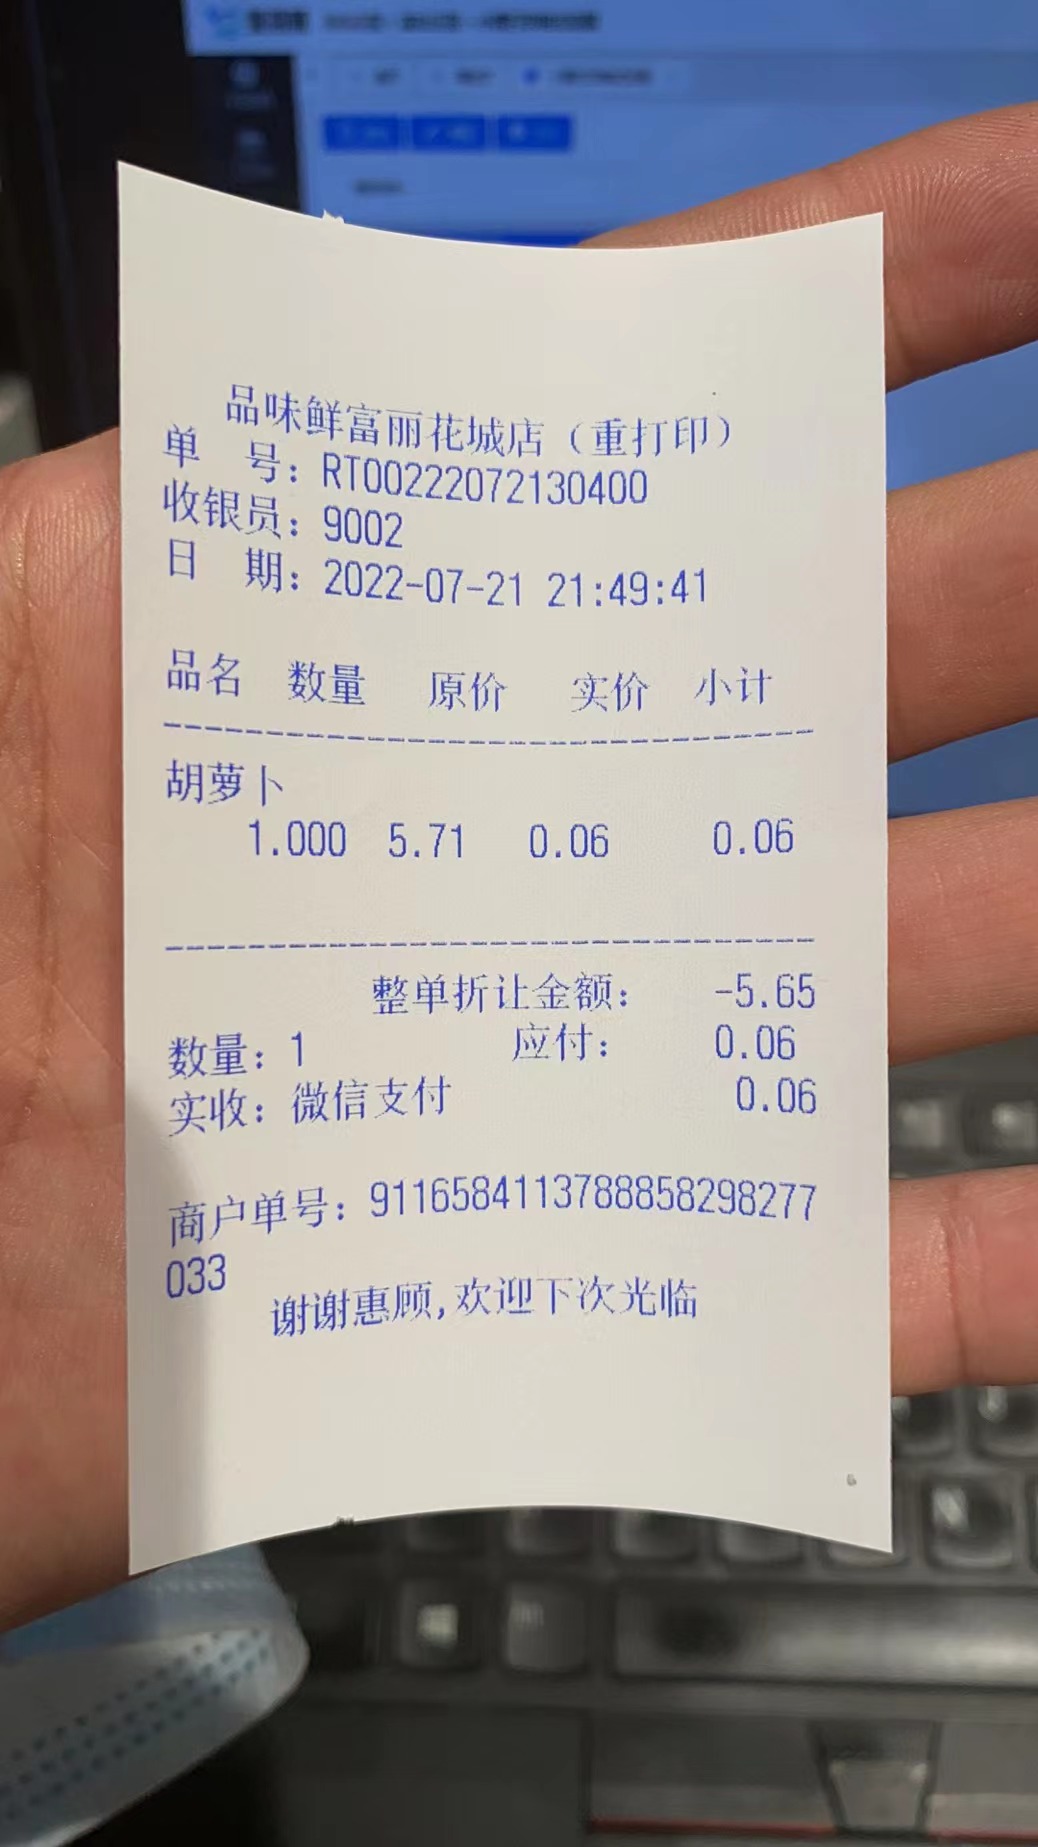 品味鲜富丽花城店（重打印）
单 号：RT00222072130400
收银员：9002
日 期：2022-07-21 21:49:41
品名 数量 原价 实价 小计
胡萝卜
1.000 5.71 0.06 0.06
整单折让金额： -5.65
数量：1 应付： 0.06
实收：微信支付 0.06
商户单号：91165841137888858298277
033
谢谢惠顾,欢迎下次光临